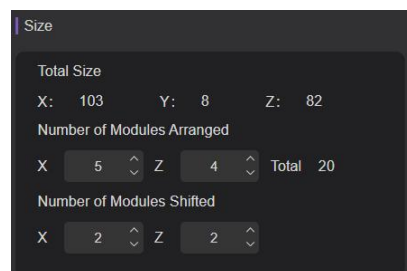 Size
Total Size
X: 103 Y: 8 Z: 82
Number of Modules Arranged
X 5 Z 4 Total 20
Number of Modules Shifted
X 2 Z 2